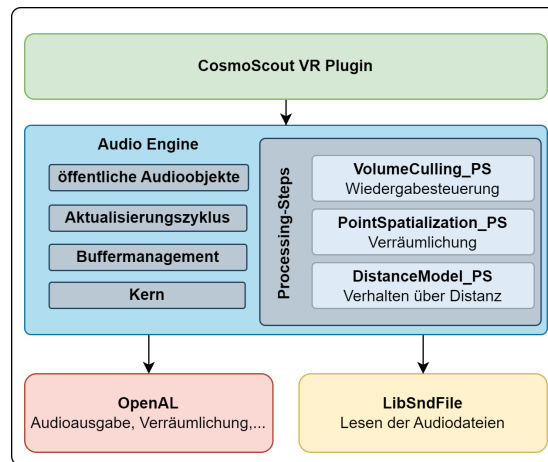 CosmoScout VR Plugin
Audio Engine
öffentliche Audioobjekte
Aktualisierungszyklus
Buffermanagement
Kern
Processing-Steps
VolumeCulling_PS
Wiedergabesteuerung
PointSpatialization_PS
Verräumlichung
DistanceModel_PS
Verhalten über Distanz
OpenAL
Audioausgabe, Verräumlichung,...
LibSndFile
Lesen der Audiodateien